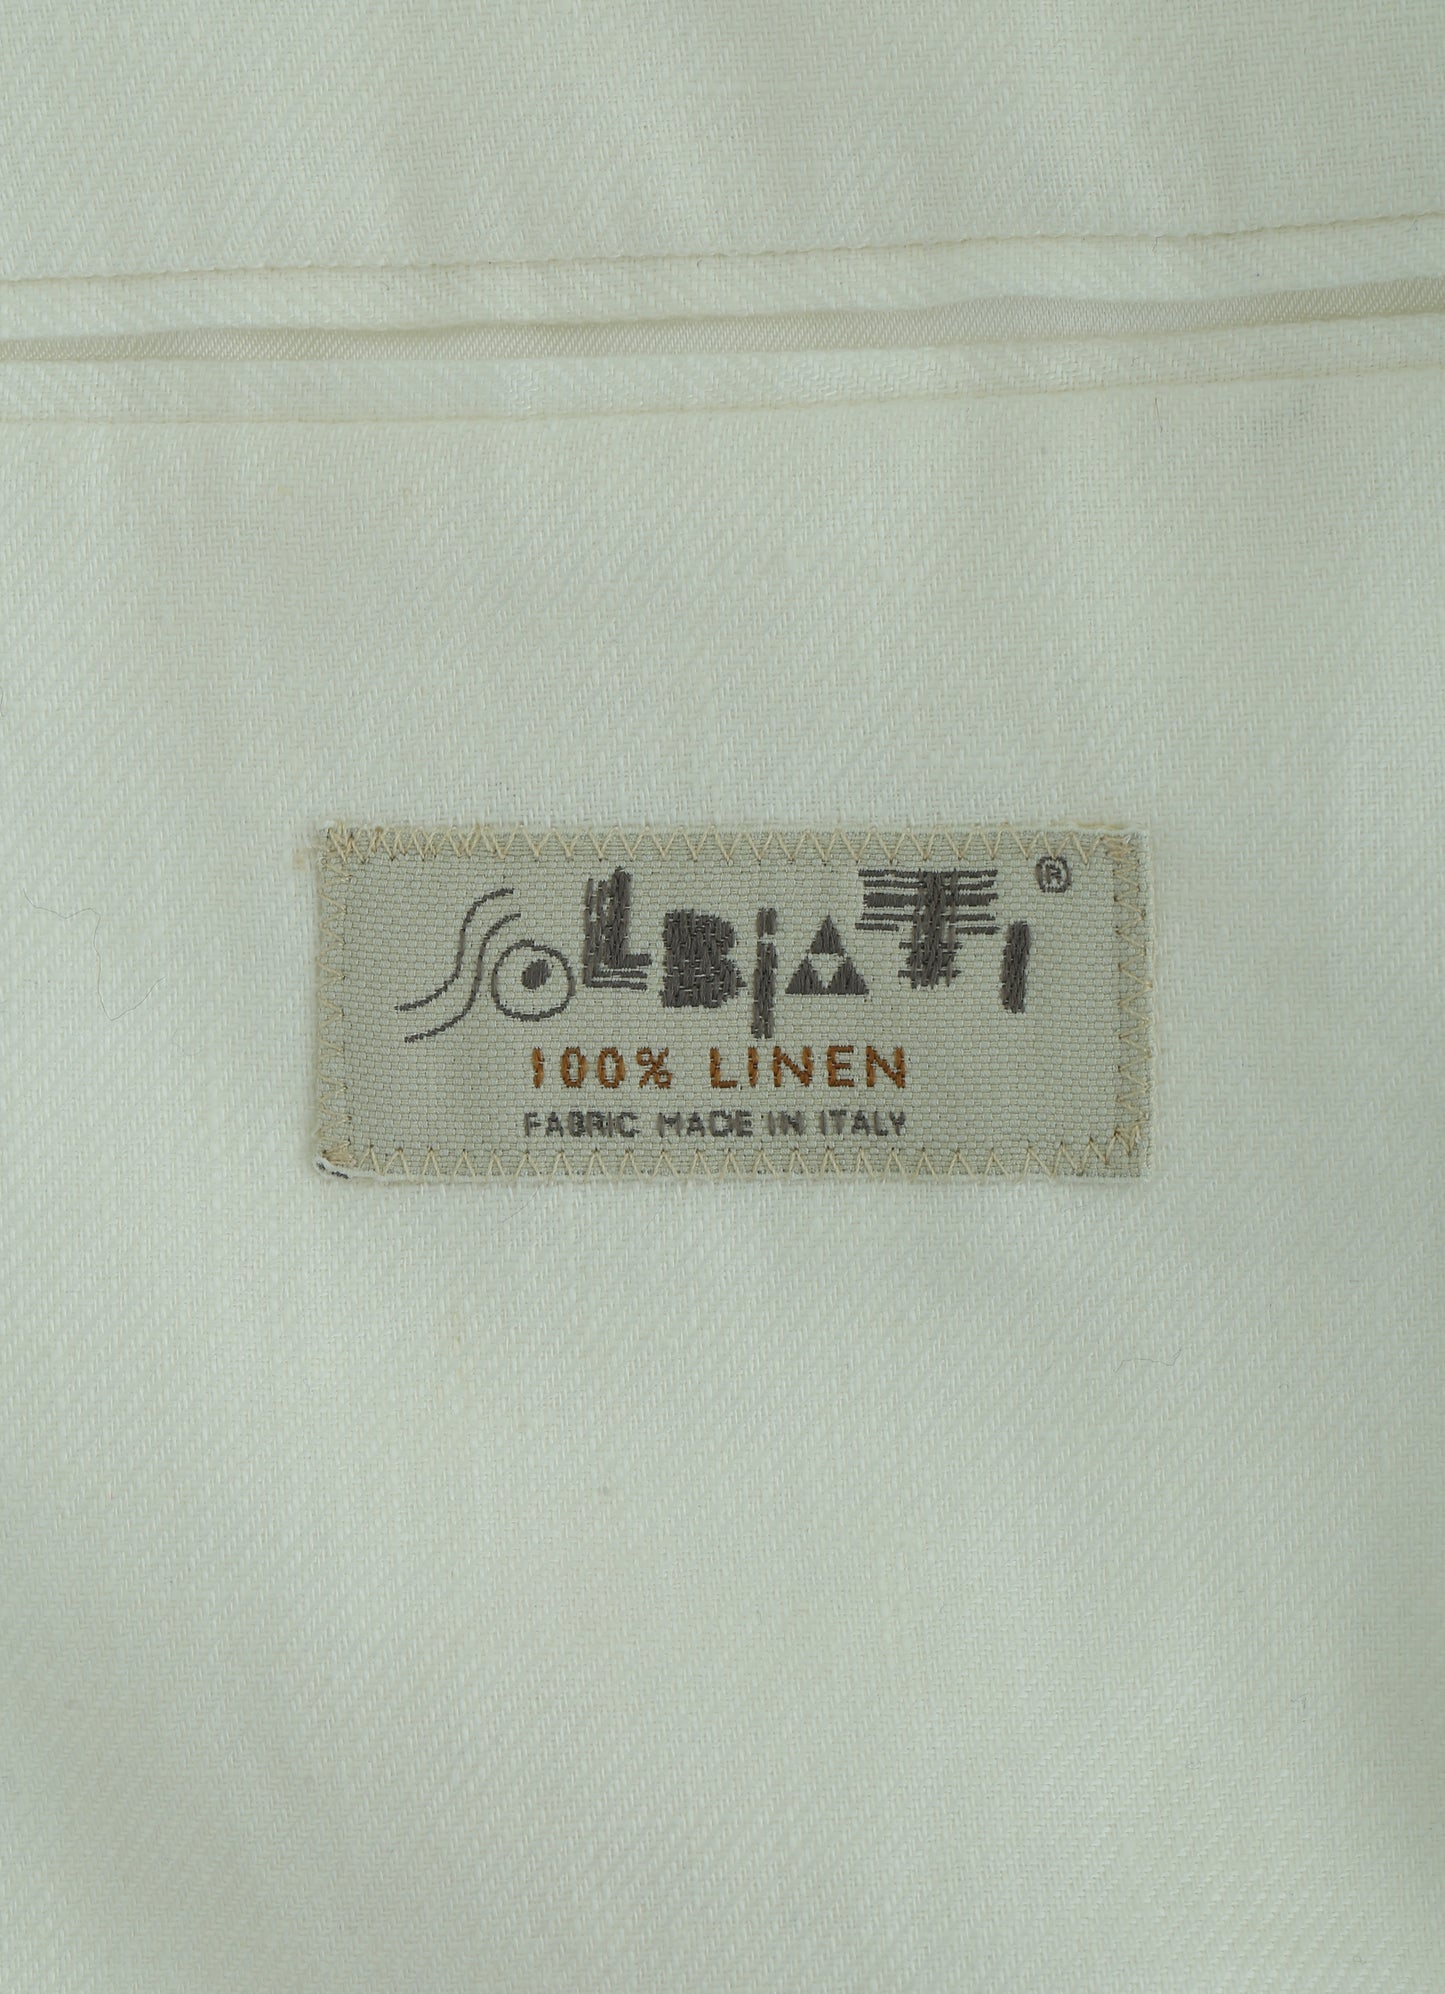 SOLBiATI ®
100% LINEN
FABRIC MADE IN ITALY